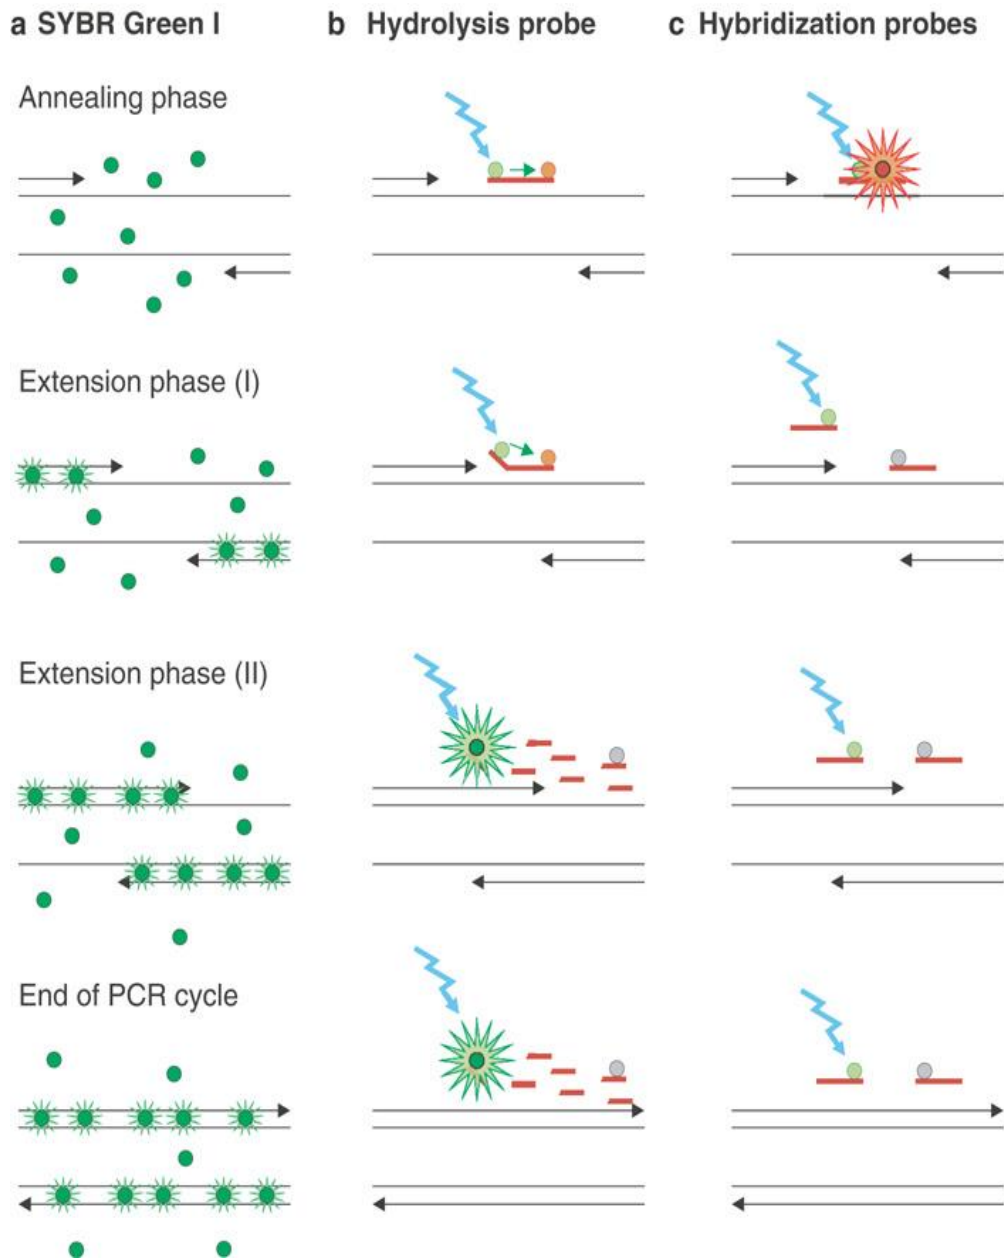 a SYBR Green I b Hydrolysis probe c Hybridization probes
Annealing phase
Extension phase (I)
Extension phase (II)
End of PCR cycle